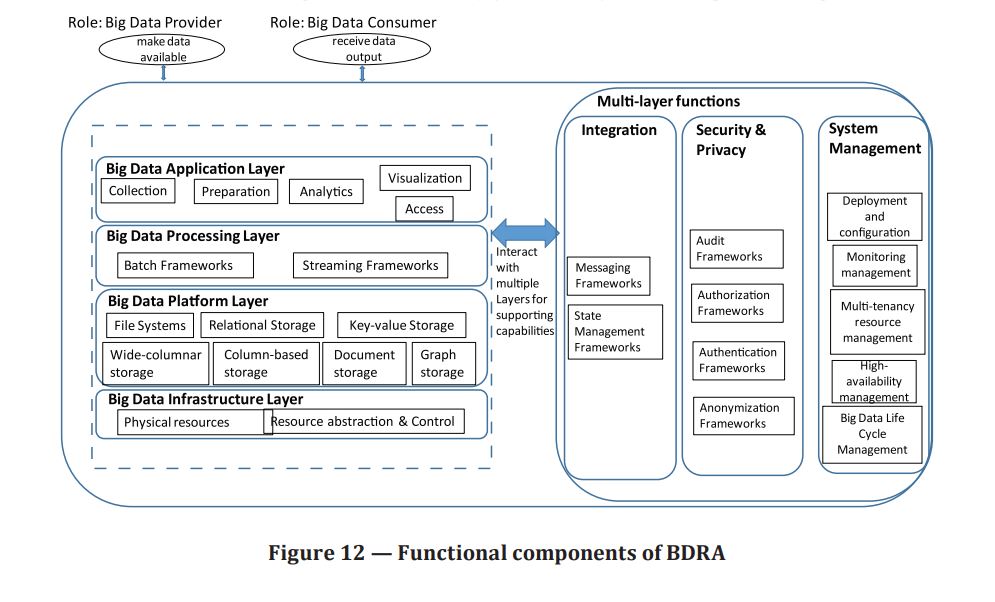 Role: Big Data Provider
Role: Big Data Consumer
make data
available
receive data
output
Multi-layer functions
Integration
Security &
Privacy
System
Management
Big Data Application Layer
Collection
Preparation
Analytics
Visualization
Access
Big Data Processing Layer
Batch Frameworks
Streaming Frameworks
Big Data Platform Layer
File Systems
Relational Storage
Key-value Storage
Wide-columnar
storage
Column-based
storage
Document
storage
Graph
storage
Big Data Infrastructure Layer
Physical resources
Resource abstraction & Control
Interact
with
multiple
Layers for
supporting
capabilities
Messaging
Frameworks
State
Management
Frameworks
Audit
Frameworks
Authorization
Frameworks
Authentication
Frameworks
Anonymization
Frameworks
Deployment
and
configuration
Monitoring
management
Multi-tenancy
resource
management
High-
availability
management
Big Data Life
Cycle
Management
Figure 12 — Functional components of BDRA